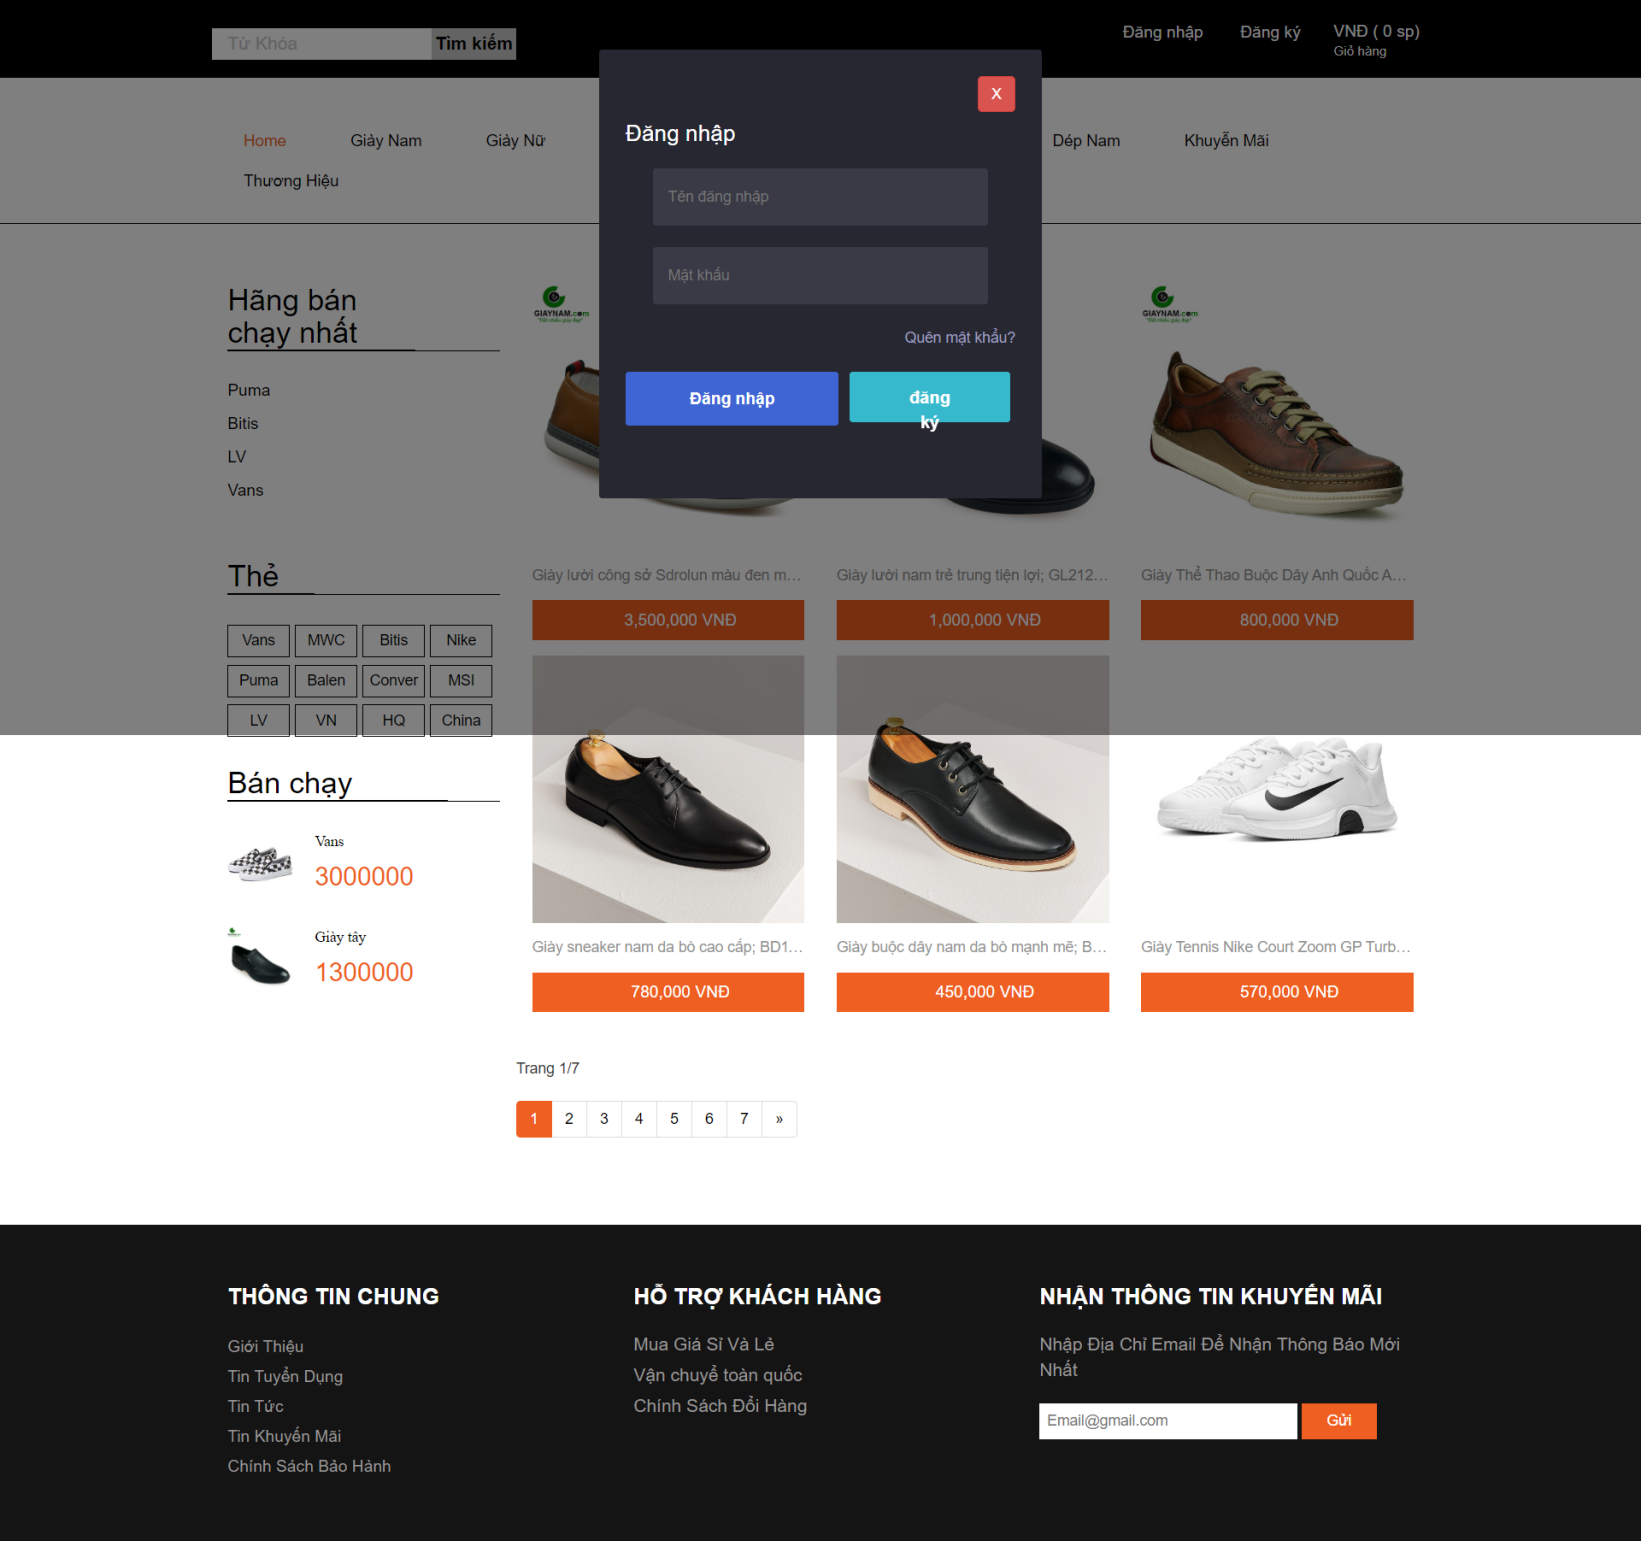 Từ Khóa
Tìm kiếm
Đăng nhập
Đăng ký
VNĐ ( 0 sp)
Giỏ hàng
X
Đăng nhập
Tên đăng nhập
Mật khẩu
Quên mật khẩu?
Đăng nhập
đăng
ký
Home
Giày Nam
Giày Nữ
Dép Nam
Khuyễn Mãi
Thương Hiệu
Hãng bán
chạy nhất
Puma
Bitis
LV
Vans
Thẻ
Vans
MWC
Bitis
Nike
Puma
Balen
Conver
MSI
LV
VN
HQ
China
Bán chạy
Vans
3000000
Giày tây
1300000
GIAYNAM.com
GIAYNAM.com
Giày lười công sở Sdrolun màu đen m...
Giày lười nam trẻ trung tiện lợi; GL212...
Giày Thể Thao Buộc Dây Anh Quốc A...
3,500,000 VNĐ
1,000,000 VNĐ
800,000 VNĐ
Giày sneaker nam da bò cao cấp; BD1...
Giày buộc dây nam da bò mạnh mẽ; B...
Giày Tennis Nike Court Zoom GP Turb...
780,000 VNĐ
450,000 VNĐ
570,000 VNĐ
Trang 1/7
1 2 3 4 5 6 7 »
THÔNG TIN CHUNG
Giới Thiệu
Tin Tuyển Dụng
Tin Tức
Tin Khuyến Mãi
Chính Sách Bảo Hành
HỖ TRỢ KHÁCH HÀNG
Mua Giá Sỉ Và Lẻ
Vận chuyể toàn quốc
Chính Sách Đổi Hàng
NHẬN THÔNG TIN KHUYẾN MÃI
Nhập Địa Chỉ Email Để Nhận Thông Báo Mới
Nhất
Email@gmail.com
Gửi